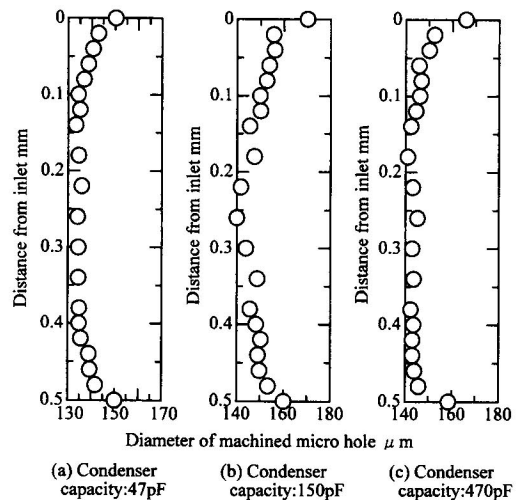 0
0.1
0.2
0.3
0.4
0.5
Distance from inlet mm
130 150 170
0
0.1
0.2
0.3
0.4
0.5
Distance from inlet mm
140 160 180
0
0.1
0.2
0.3
0.4
0.5
Distance from inlet mm
140 160 180
Diameter of machined micro hole μ m
(a) Condenser
capacity:47pF
(b) Condenser
capacity:150pF
(c) Condenser
capacity:470pF